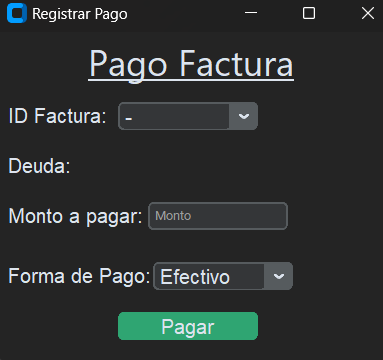 Registrar Pago
Pago Factura
ID Factura: -
Deuda:
Monto a pagar: Monto
Forma de Pago: Efectivo
Pagar